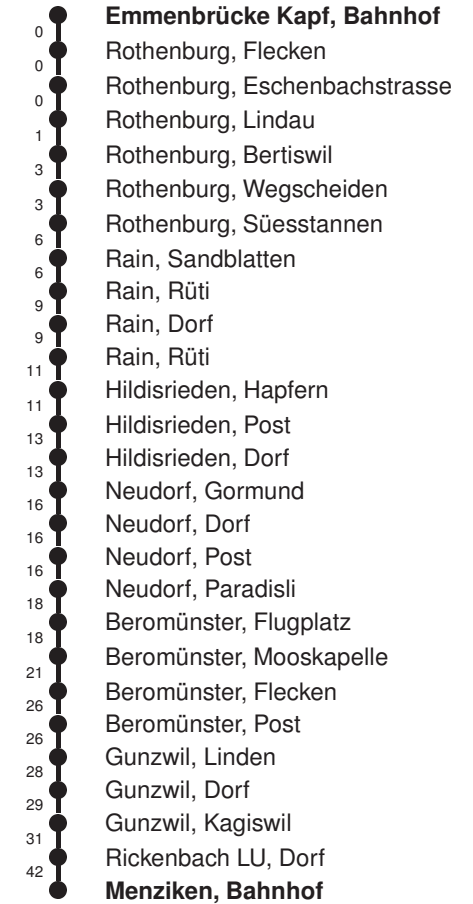 Emmenbrücke Kapf, Bahnhof
0
Rothenburg, Flecken
0
Rothenburg, Eschenbachstrasse
0
Rothenburg, Lindau
1
Rothenburg, Bertiswil
3
Rothenburg, Wegscheiden
3
Rothenburg, Süesstannen
6
Rain, Sandblatten
6
Rain, Rüti
9
Rain, Dorf
9
Rain, Rüti
11
Hildisrieden, Hapfern
11
Hildisrieden, Post
13
Hildisrieden, Dorf
13
Neudorf, Gormund
16
Neudorf, Dorf
16
Neudorf, Post
16
Neudorf, Paradisli
18
Beromünster, Flugplatz
18
Beromünster, Mooskapelle
21
Beromünster, Flecken
26
Beromünster, Post
26
Gunzwil, Linden
28
Gunzwil, Dorf
29
Gunzwil, Kagiswil
31
Rickenbach LU, Dorf
42
Menziken, Bahnhof